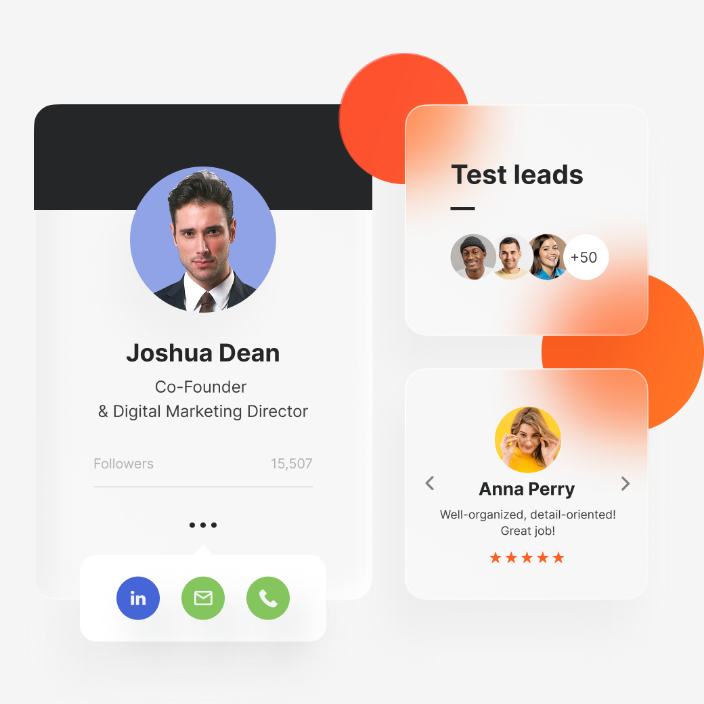 Joshua Dean
Co-Founder
& Digital Marketing Director
Followers 15,507
in
Test leads
+50
Anna Perry
Well-organized, detail-oriented!
Great job!